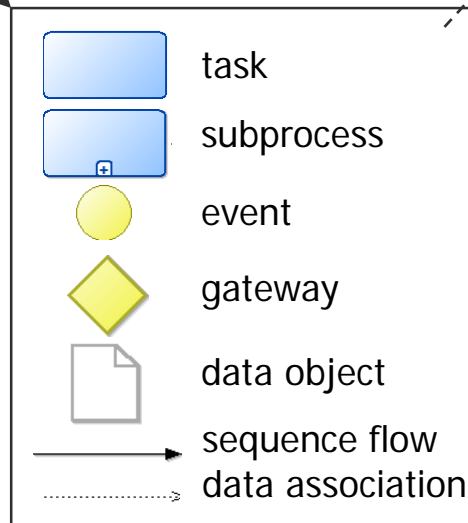 task
subprocess
event
gateway
data object
sequence flow
data association